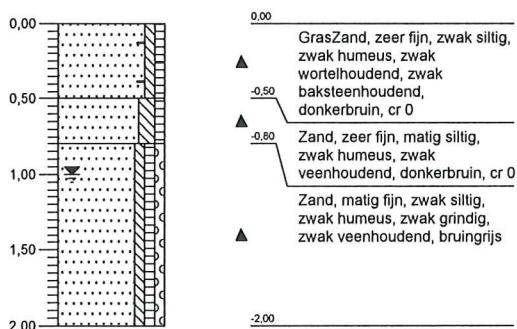 0,00
0,50
1,00
1,50
2,00
0,00
GrasZand, zeer fijn, zwak siltig,
zwak humeus, zwak
wortelhoudend, zwak
baksteenhoudend,
donkerbruin, cr 0
-0,50
Zand, zeer fijn, matig siltig,
zwak humeus, zwak
veenhoudend, donkerbruin, cr 0
-0,80
Zand, matig fijn, zwak siltig,
zwak humeus, zwak grindig,
zwak veenhoudend, bruingrijs
-2,00